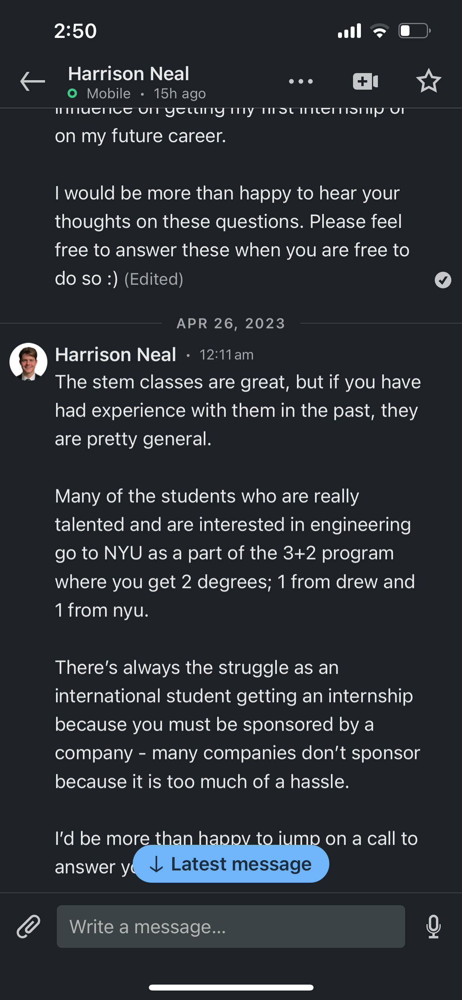 2:50
Harrison Neal
Mobile • 15h ago
influence on getting my first internship or
on my future career.
I would be more than happy to hear your
thoughts on these questions. Please feel
free to answer these when you are free to
do so :) (Edited)
APR 26, 2023
Harrison Neal • 12:11 am
The stem classes are great, but if you have
had experience with them in the past, they
are pretty general.
Many of the students who are really
talented and are interested in engineering
go to NYU as a part of the 3+2 program
where you get 2 degrees; 1 from drew and
1 from nyu.
There’s always the struggle as an
international student getting an internship
because you must be sponsored by a
company - many companies don’t sponsor
because it is too much of a hassle.
I’d be more than happy to jump on a call to
answer
↓ Latest message
Write a message...